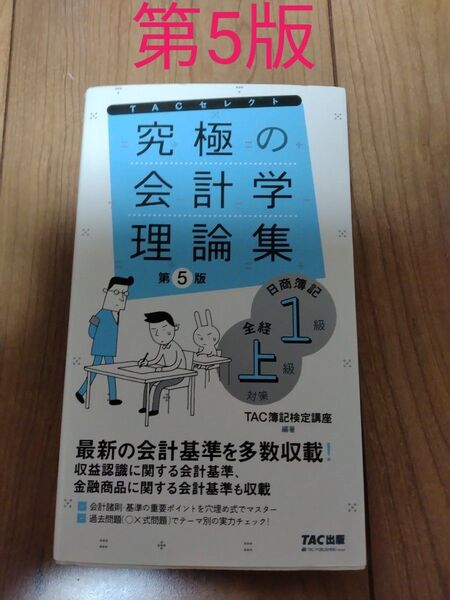 第5版
TACセレクト
究極の
会計学
理論集
第5版
日商簿記
1級
全経
上級
対策
TAC簿記検定講座
編著
最新の会計基準を多数収載!
収益認識に関する会計基準、
金融商品に関する会計基準も収載
会計諸則・基準の重要ポイントを穴埋め式でマスター
過去問題(○×式問題)でテーマ別の実力チェック!
TAC出版
TAC PUBLISHING Group